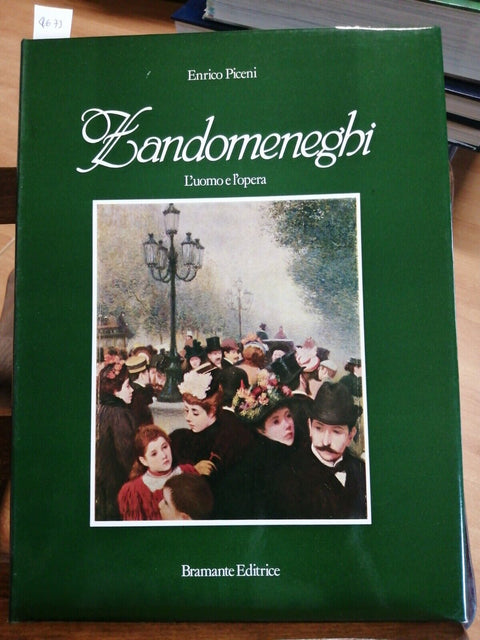 Enrico Piceni
Zandomeneghi
L'uomo e l'opera
Bramante Editrice